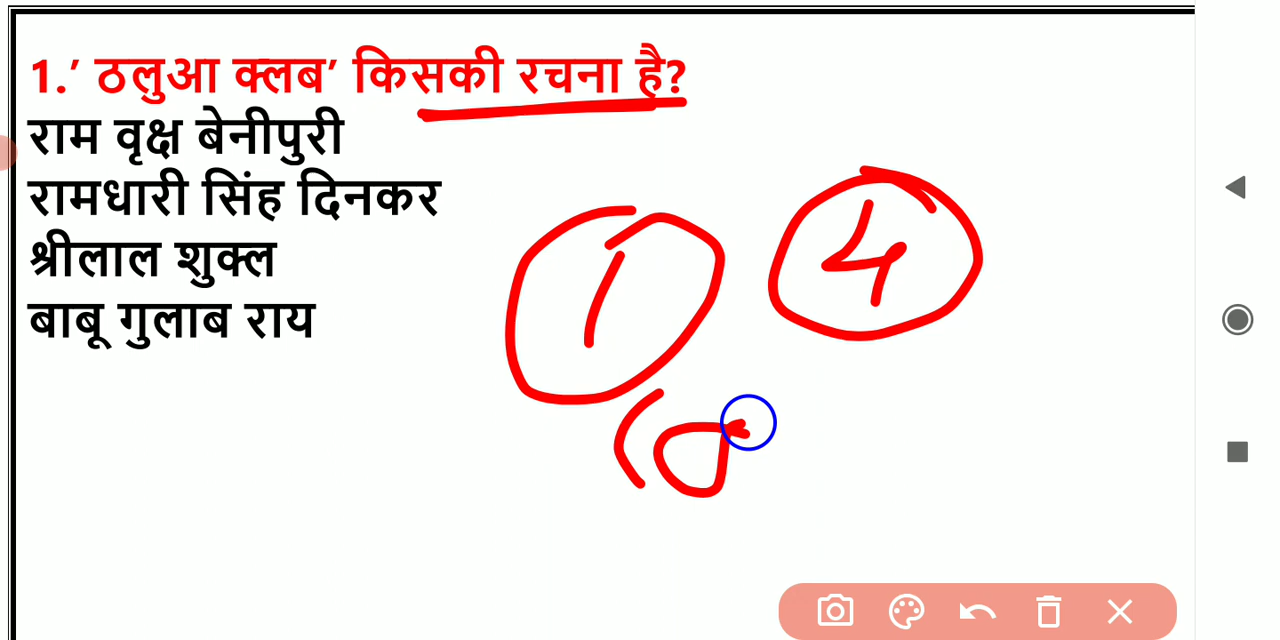 1.’ ठलुआ क्लब’ किसकी रचना है?
राम वृक्ष बेनीपुरी
रामधारी सिंह दिनकर
श्रीलाल शुक्ल
बाबू गुलाब राय
1
4